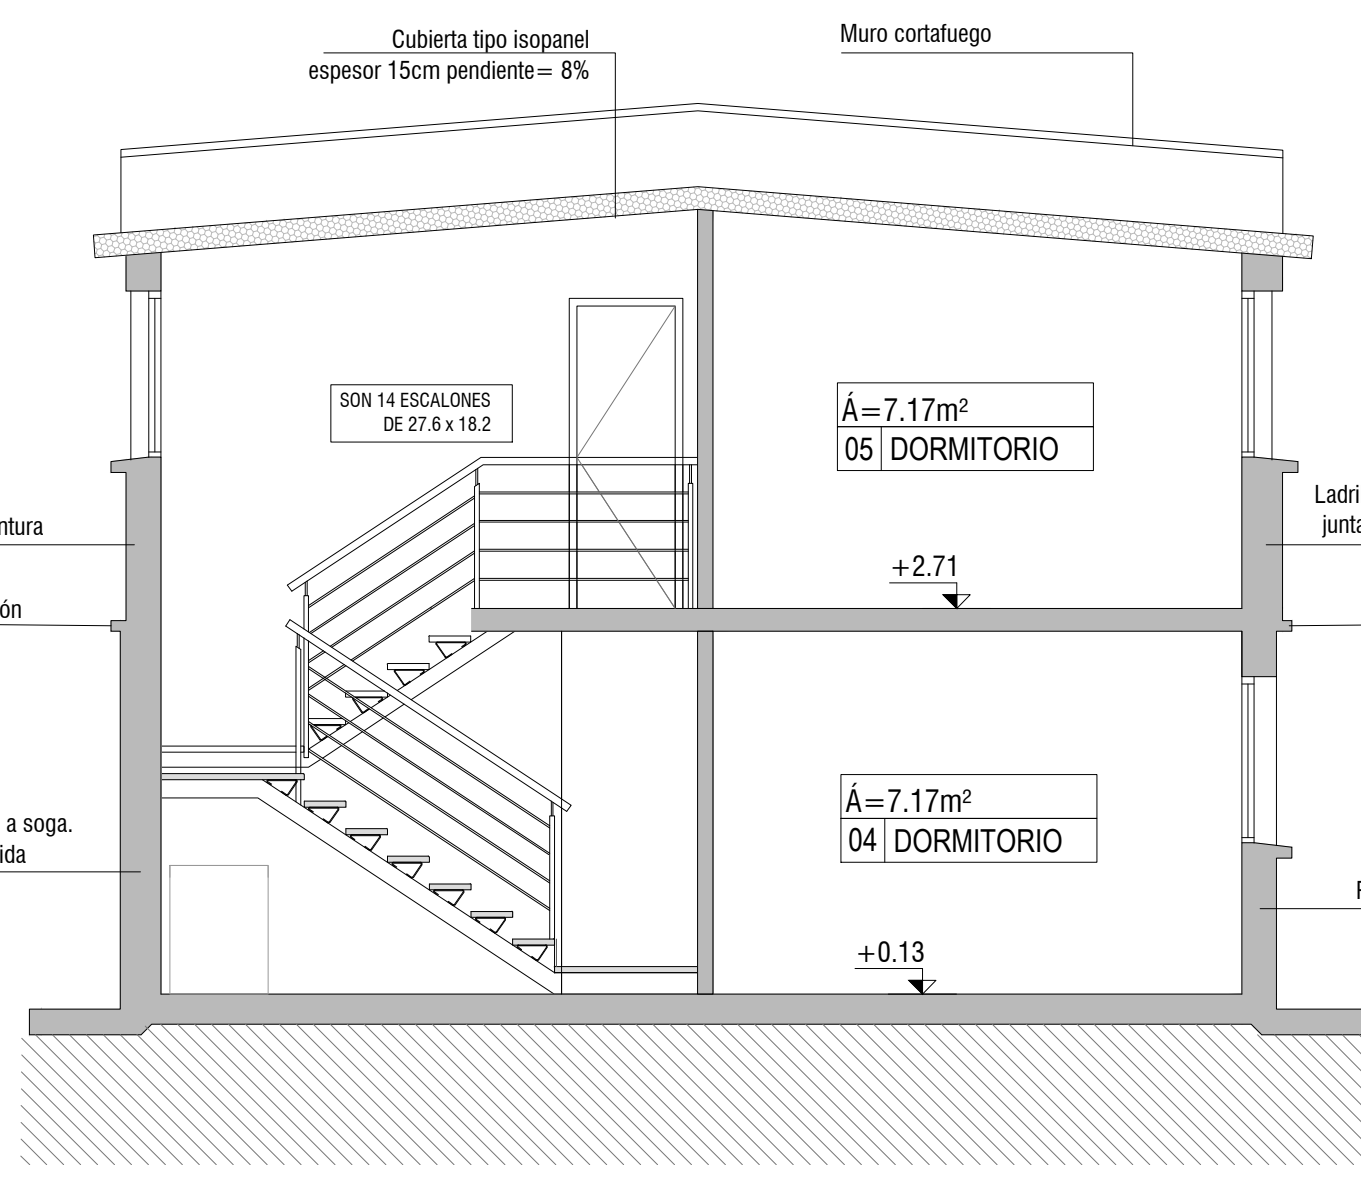 Cubierta tipo isopanel
espesor 15cm pendiente= 8%
Muro cortafuego
SON 14 ESCALONES
DE 27.6 x 18.2
Á=7.17m²
05 DORMITORIO
+2.71
Á=7.17m²
04 DORMITORIO
+0.13
ntura
ón
a soga.
ida
Ladri
junta